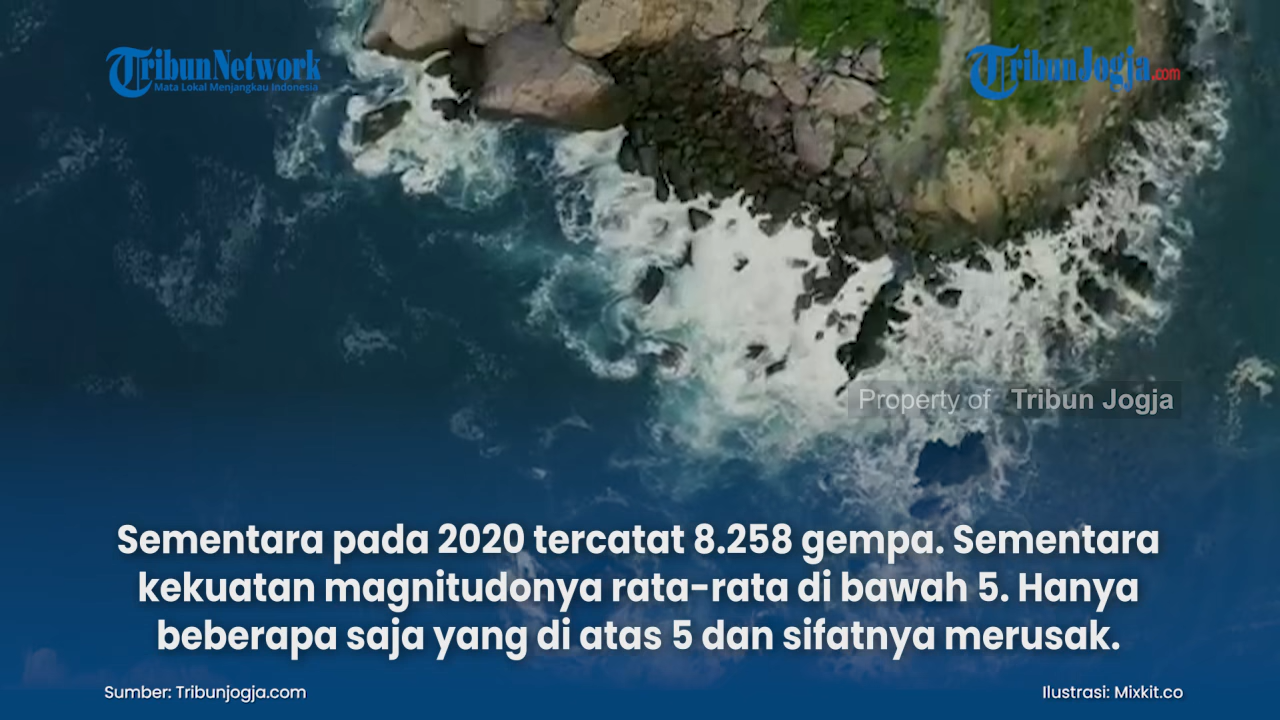 TribunNetwork
Mata Lokal Menjangkau Indonesia
TribunJogja.com
Property of Tribun Jogja
Sementara pada 2020 tercatat 8.258 gempa. Sementara
kekuatan magnitudonya rata-rata di bawah 5. Hanya
beberapa saja yang di atas 5 dan sifatnya merusak.
Sumber: Tribunjogja.com
Ilustrasi: Mixkit.co